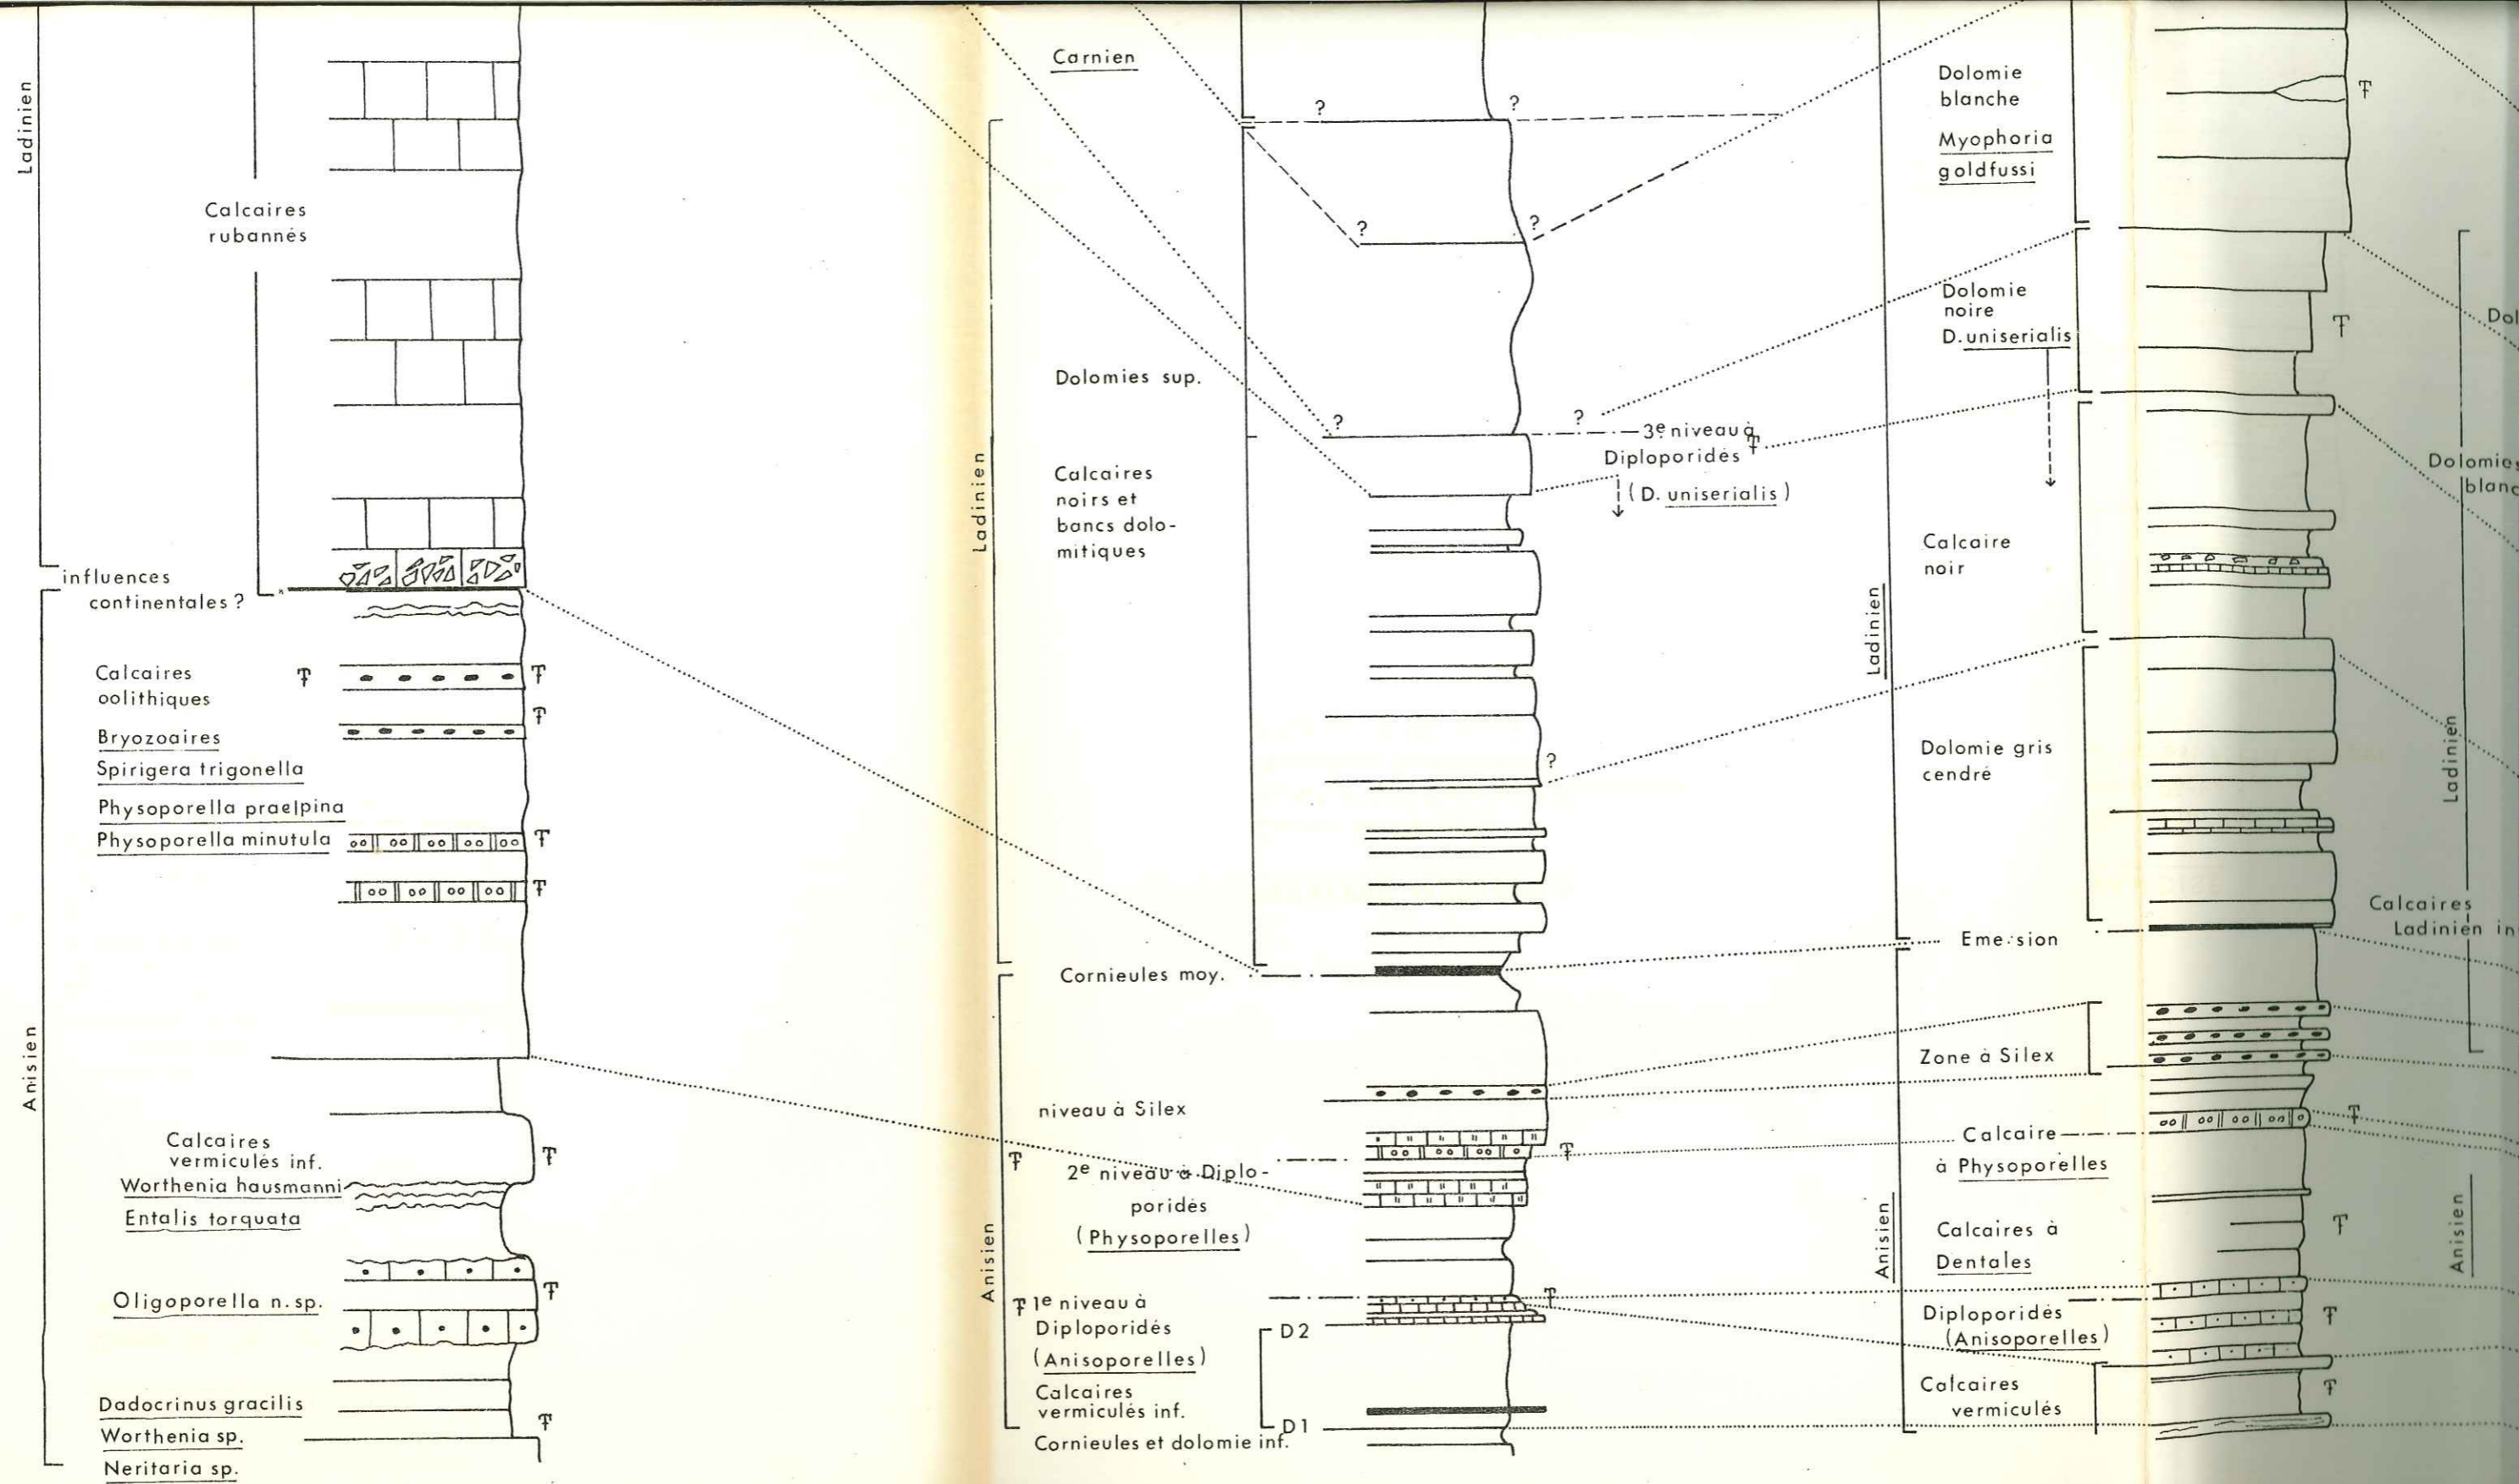 Ladinien
Calcaires
rubannés
influences
continentales ?
Calcaires
oolithiques
Bryozoaires
Spirigera trigonella
Physoporella praelpina
Physoporella minutula
Anisien
Calcaires
vermiculés inf.
Worthenia hausmanni
Entalis torquata
Oligoporella n. sp.
Dadocrinus gracilis
Worthenia sp.
Neritaria sp.
Carnien
?
?
?
?
Dolomies sup.
?
?
3e niveau à
Diploporidés
(D. uniserialis)
Ladinien
Calcaires
noirs et
bancs dolo-
mitiques
?
Cornieules moy.
niveau à Silex
2e niveau à Diplo-
poridés
(Physoporelles)
Anisien
1e niveau à
Diploporidés
(Anisoporelles)
D2
Calcaires
vermiculés inf.
D1
Cornieules et dolomie inf.
Dolomie
blanche
Myophoria
goldfussi
Dolomie
noire
D. uniserialis
Calcaire
noir
Ladinien
Dolomie gris
cendré
Emersion
Zone à Silex
Calcaire
à Physoporelles
Anisien
Calcaires à
Dentales
Diploporidés
(Anisoporelles)
Calcaires
vermiculés
Dol
Dolomies
blanc
Ladinien
Calcaires
Ladinien in
Anisien